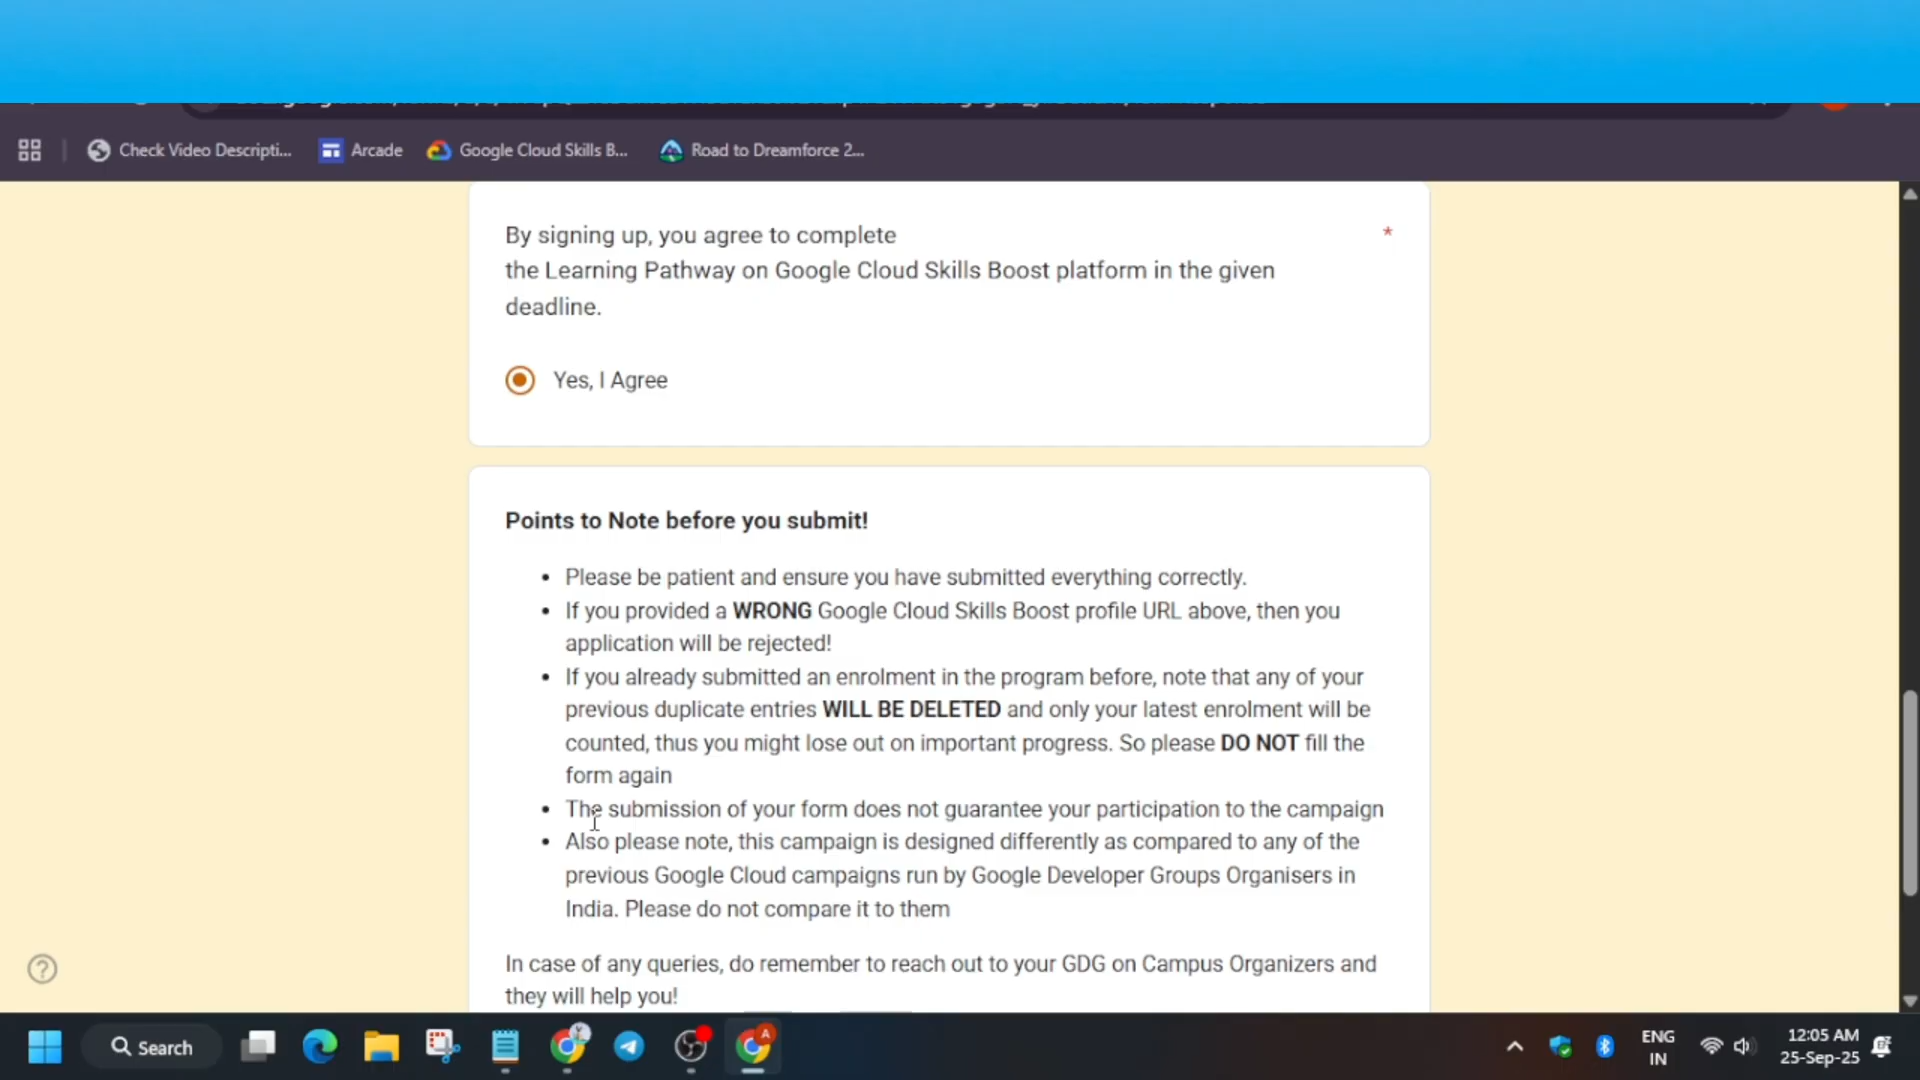 Check Video Descripti...
Arcade
Google Cloud Skills B...
Road to Dreamforce 2...
By signing up, you agree to complete *
the Learning Pathway on Google Cloud Skills Boost platform in the given
deadline.
Yes, I Agree
Points to Note before you submit!
• Please be patient and ensure you have submitted everything correctly.
• If you provided a WRONG Google Cloud Skills Boost profile URL above, then you
application will be rejected!
• If you already submitted an enrolment in the program before, note that any of your
previous duplicate entries WILL BE DELETED and only your latest enrolment will be
counted, thus you might lose out on important progress. So please DO NOT fill the
form again
• The submission of your form does not guarantee your participation to the campaign
• Also please note, this campaign is designed differently as compared to any of the
previous Google Cloud campaigns run by Google Developer Groups Organisers in
India. Please do not compare it to them
In case of any queries, do remember to reach out to your GDG on Campus Organizers and
they will help you!
Search
A
ENG
IN
12:05 AM
25-Sep-25